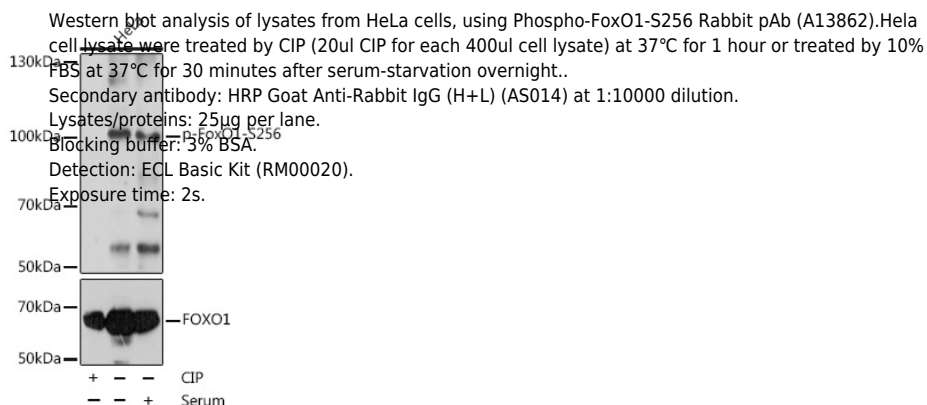 Western blot analysis of lysates from HeLa cells, using Phospho-FoxO1-S256 Rabbit pAb (A13862).Hela
cell lysate were treated by CIP (20ul CIP for each 400ul cell lysate) at 37°C for 1 hour or treated by 10%
FBS at 37°C for 30 minutes after serum-starvation overnight..
Secondary antibody: HRP Goat Anti-Rabbit IgG (H+L) (AS014) at 1:10000 dilution.
Lysates/proteins: 25μg per lane.
Blocking buffer: 3% BSA.
Detection: ECL Basic Kit (RM00020).
Exposure time: 2s.
HeLa
130kDa
100kDa
p-FoxO1-S256
70kDa
50kDa
70kDa
FOXO1
50kDa
+ − − CIP
− − + Serum